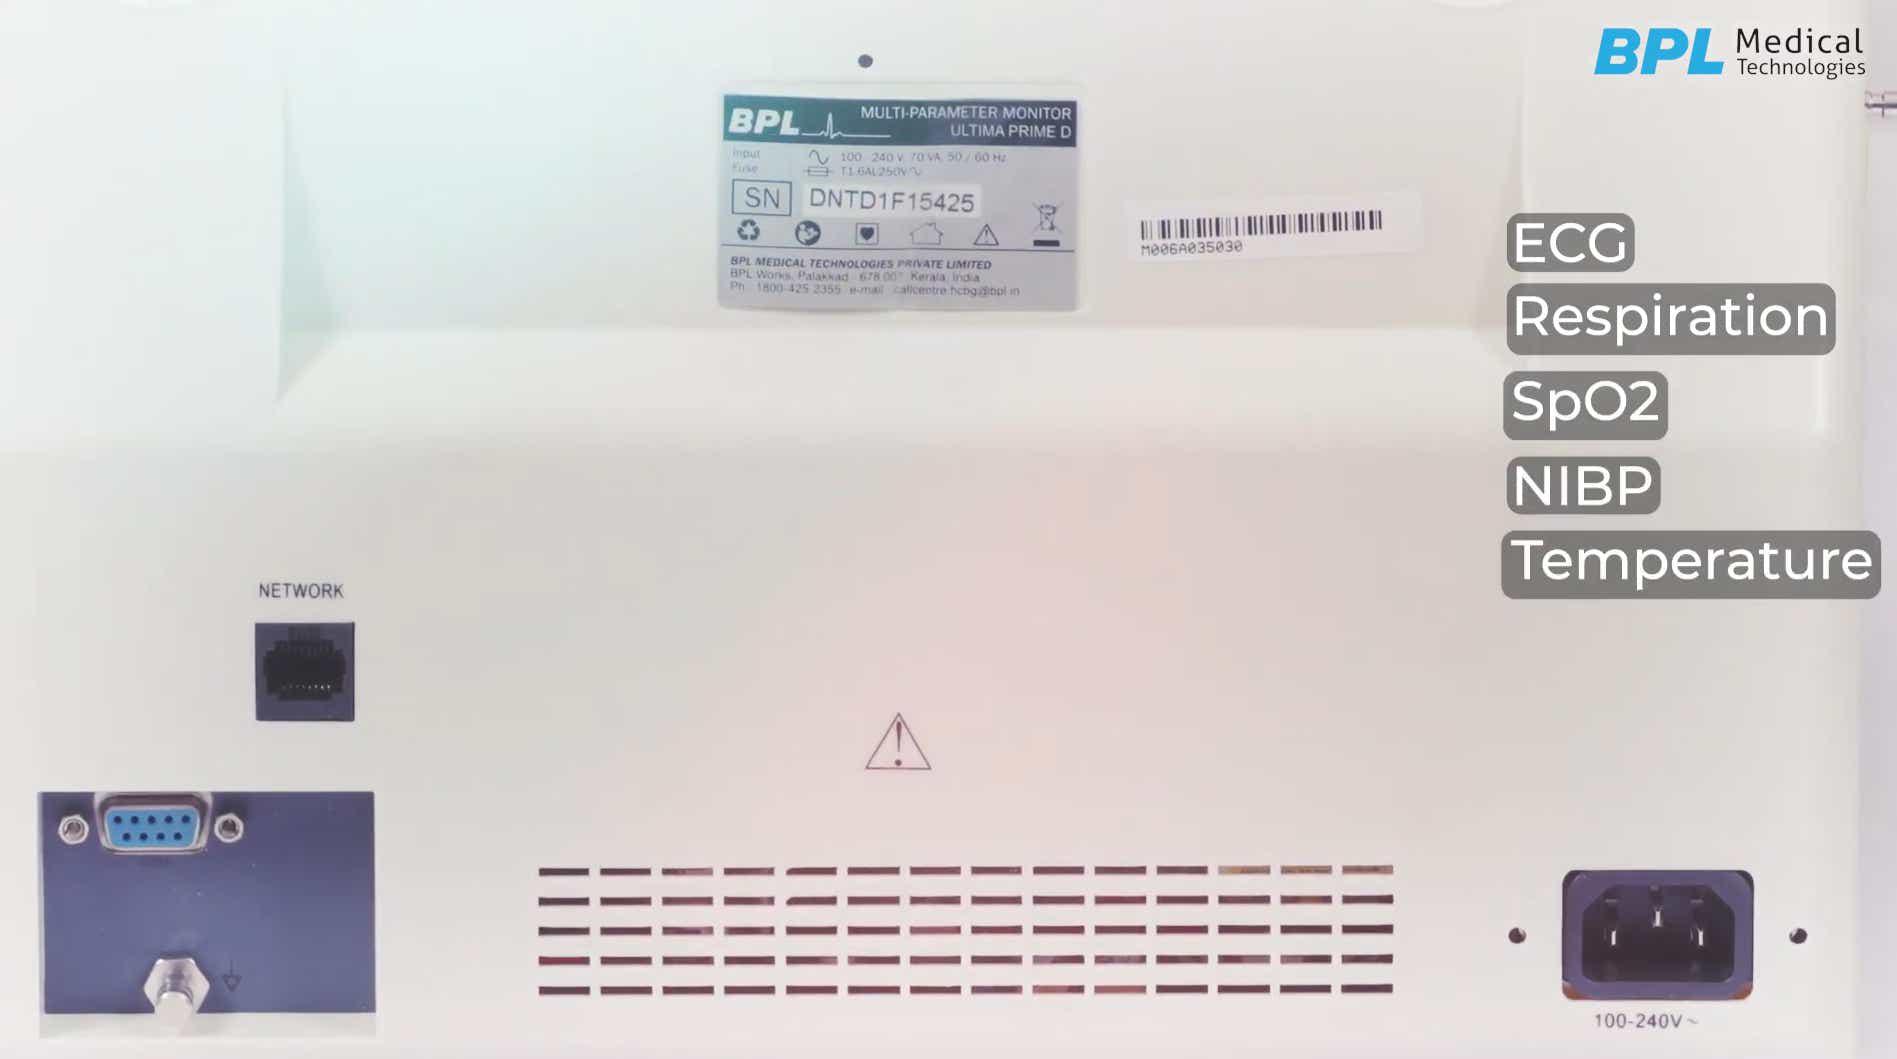 BPL Medical
Technologies
BPL MULTI-PARAMETER MONITOR
ULTIMA PRIME D
Input 100 - 240 V, 70 VA, 50 / 60 Hz
Fuse T1.6AL250V
SN DNTD1F15425
BPL MEDICAL TECHNOLOGIES PRIVATE LIMITED
BPL Works, Palakkad - Kerala, India
Ph : 1800-425 2355 e-mail : callcentre.hcbg@bpl.in
M006A035030
ECG
Respiration
SpO2
NIBP
Temperature
NETWORK
100-240V ~